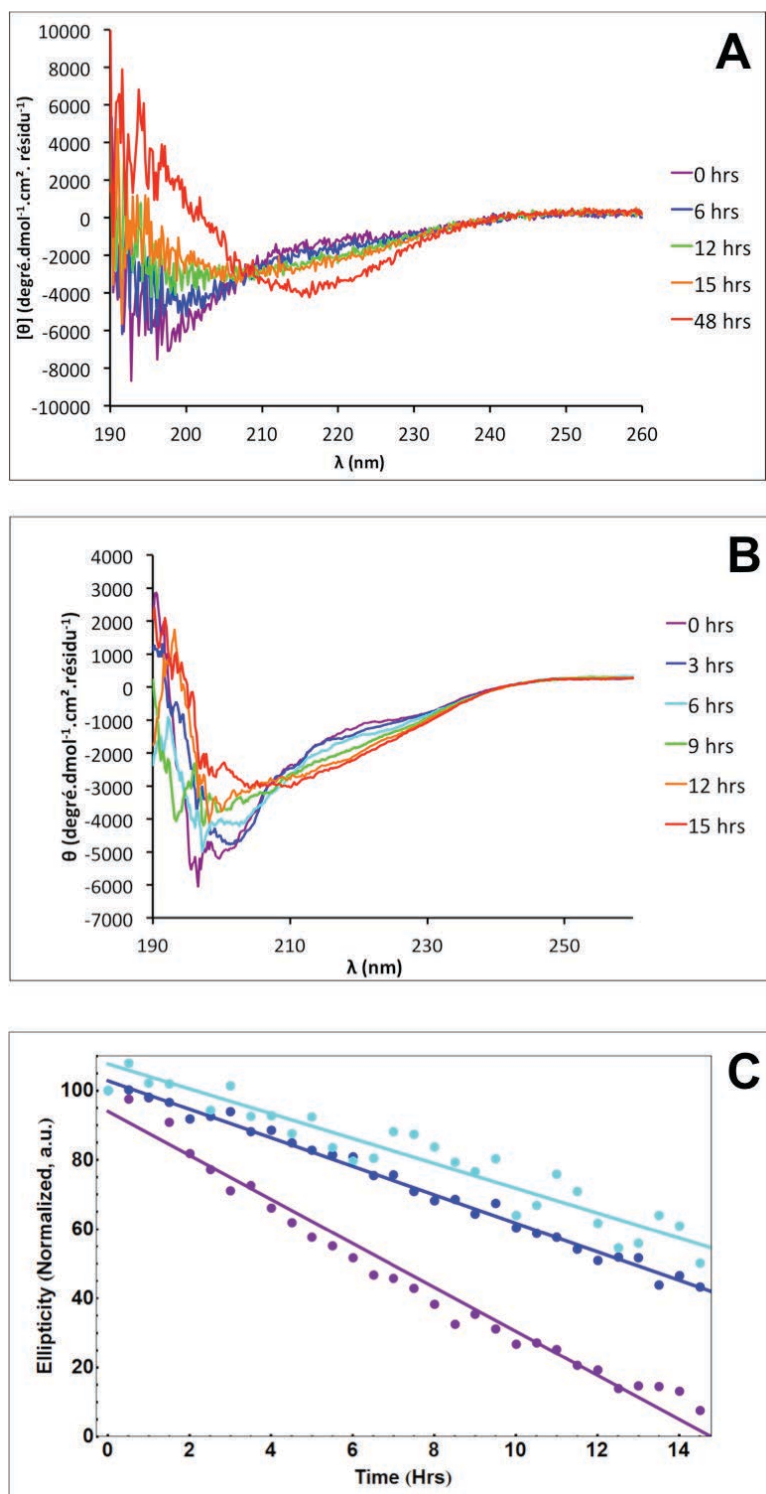 A
10000
8000
6000
4000
2000
0
-2000
-4000
-6000
-8000
-10000
[θ] (degré.dmol⁻¹.cm². résidu⁻¹)
190 200 210 220 230 240 250 260
λ (nm)
0 hrs
6 hrs
12 hrs
15 hrs
48 hrs
B
4000
3000
2000
1000
0
-1000
-2000
-3000
-4000
-5000
-6000
-7000
θ (degré.dmol⁻¹.cm².résidu⁻¹)
190 210 230 250
λ (nm)
0 hrs
3 hrs
6 hrs
9 hrs
12 hrs
15 hrs
C
100
80
60
40
20
0
Ellipticity (Normalized, a.u.)
0 2 4 6 8 10 12 14
Time (Hrs)